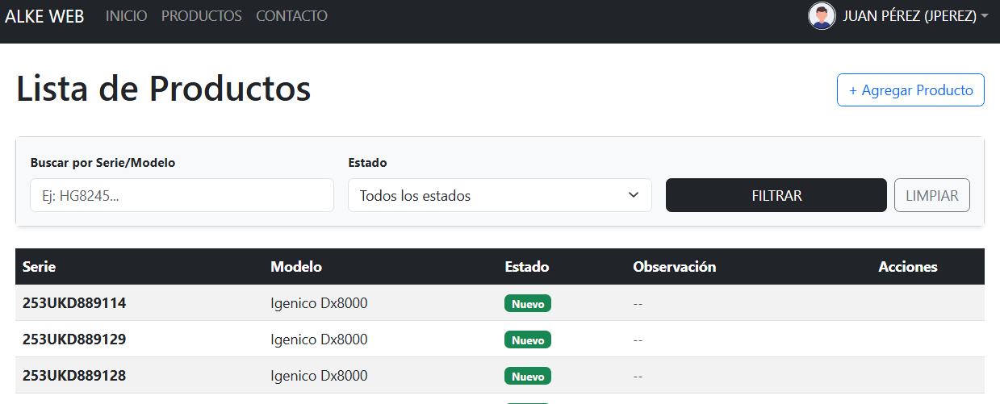 ALKE WEB INICIO PRODUCTOS CONTACTO JUAN PÉREZ (JPEREZ)
Lista de Productos + Agregar Producto
Buscar por Serie/Modelo Estado
Ej: HG8245... Todos los estados FILTRAR LIMPIAR
Serie Modelo Estado Observación Acciones
253UKD889114 Igenico Dx8000 Nuevo --
253UKD889129 Igenico Dx8000 Nuevo --
253UKD889128 Igenico Dx8000 Nuevo --